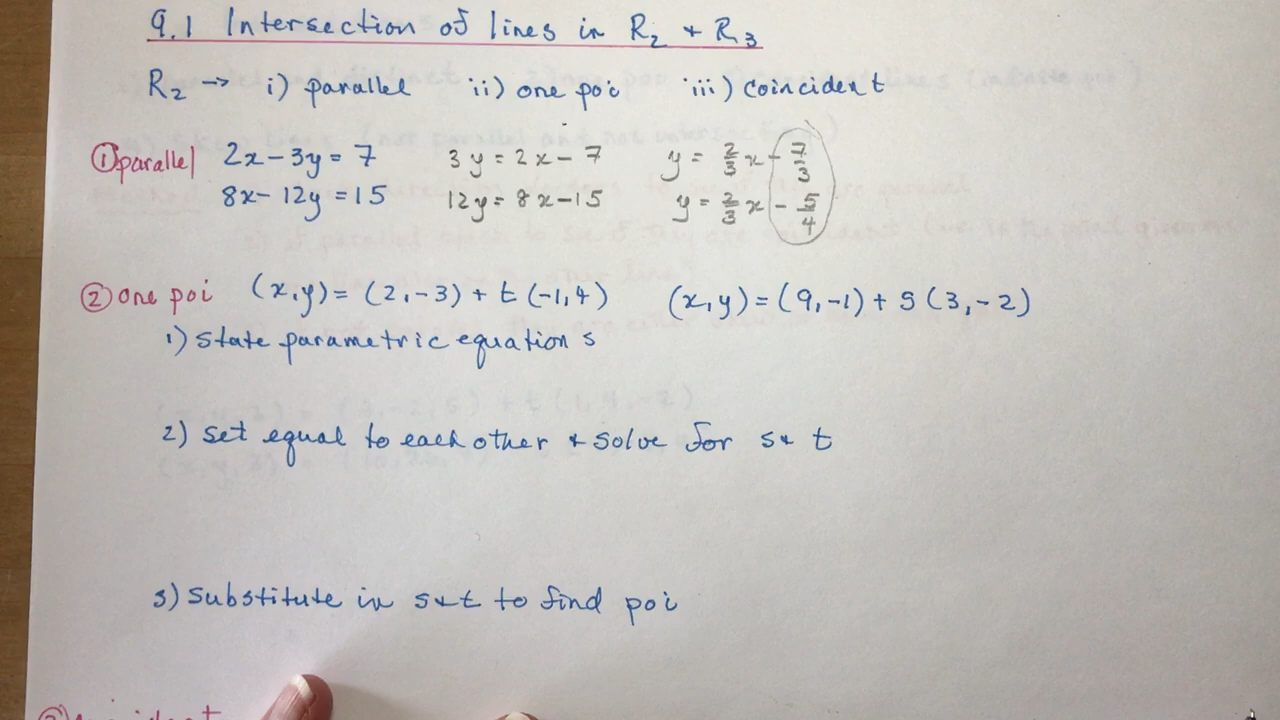 9.1 Intersection of lines in R₂ + R₃
R₂ → i) parallel ii) one poi iii) coincident
① parallel 2x - 3y = 7 3y = 2x - 7 y = 2/3 x - 7/3
8x - 12y = 15 12y = 8x - 15 y = 2/3 x - 5/4
② one poi (x,y) = (2,-3) + t(-1,4) (x,y) = (9,-1) + s(3,-2)
1) state parametric equations
2) set equal to each other + solve for s + t
3) substitute in s + t to find poi